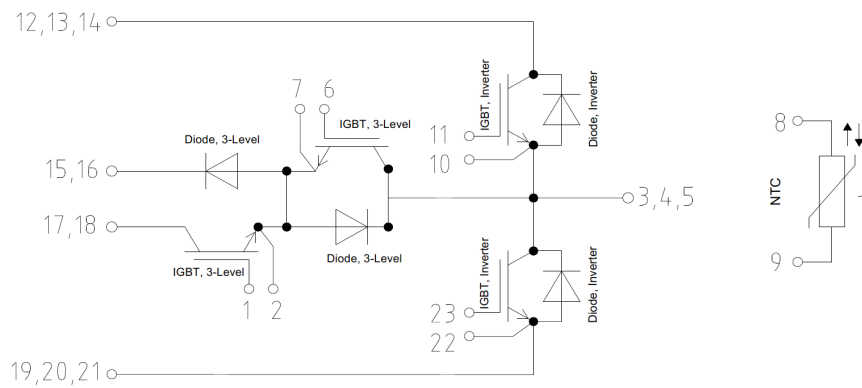 12,13,14
7
6
IGBT, 3-Level
Diode, 3-Level
IGBT, Inverter
Diode, Inverter
11
10
15,16
17,18
3,4,5
8
NTC
9
Diode, 3-Level
IGBT, 3-Level
1
2
IGBT, Inverter
Diode, Inverter
23
22
19,20,21